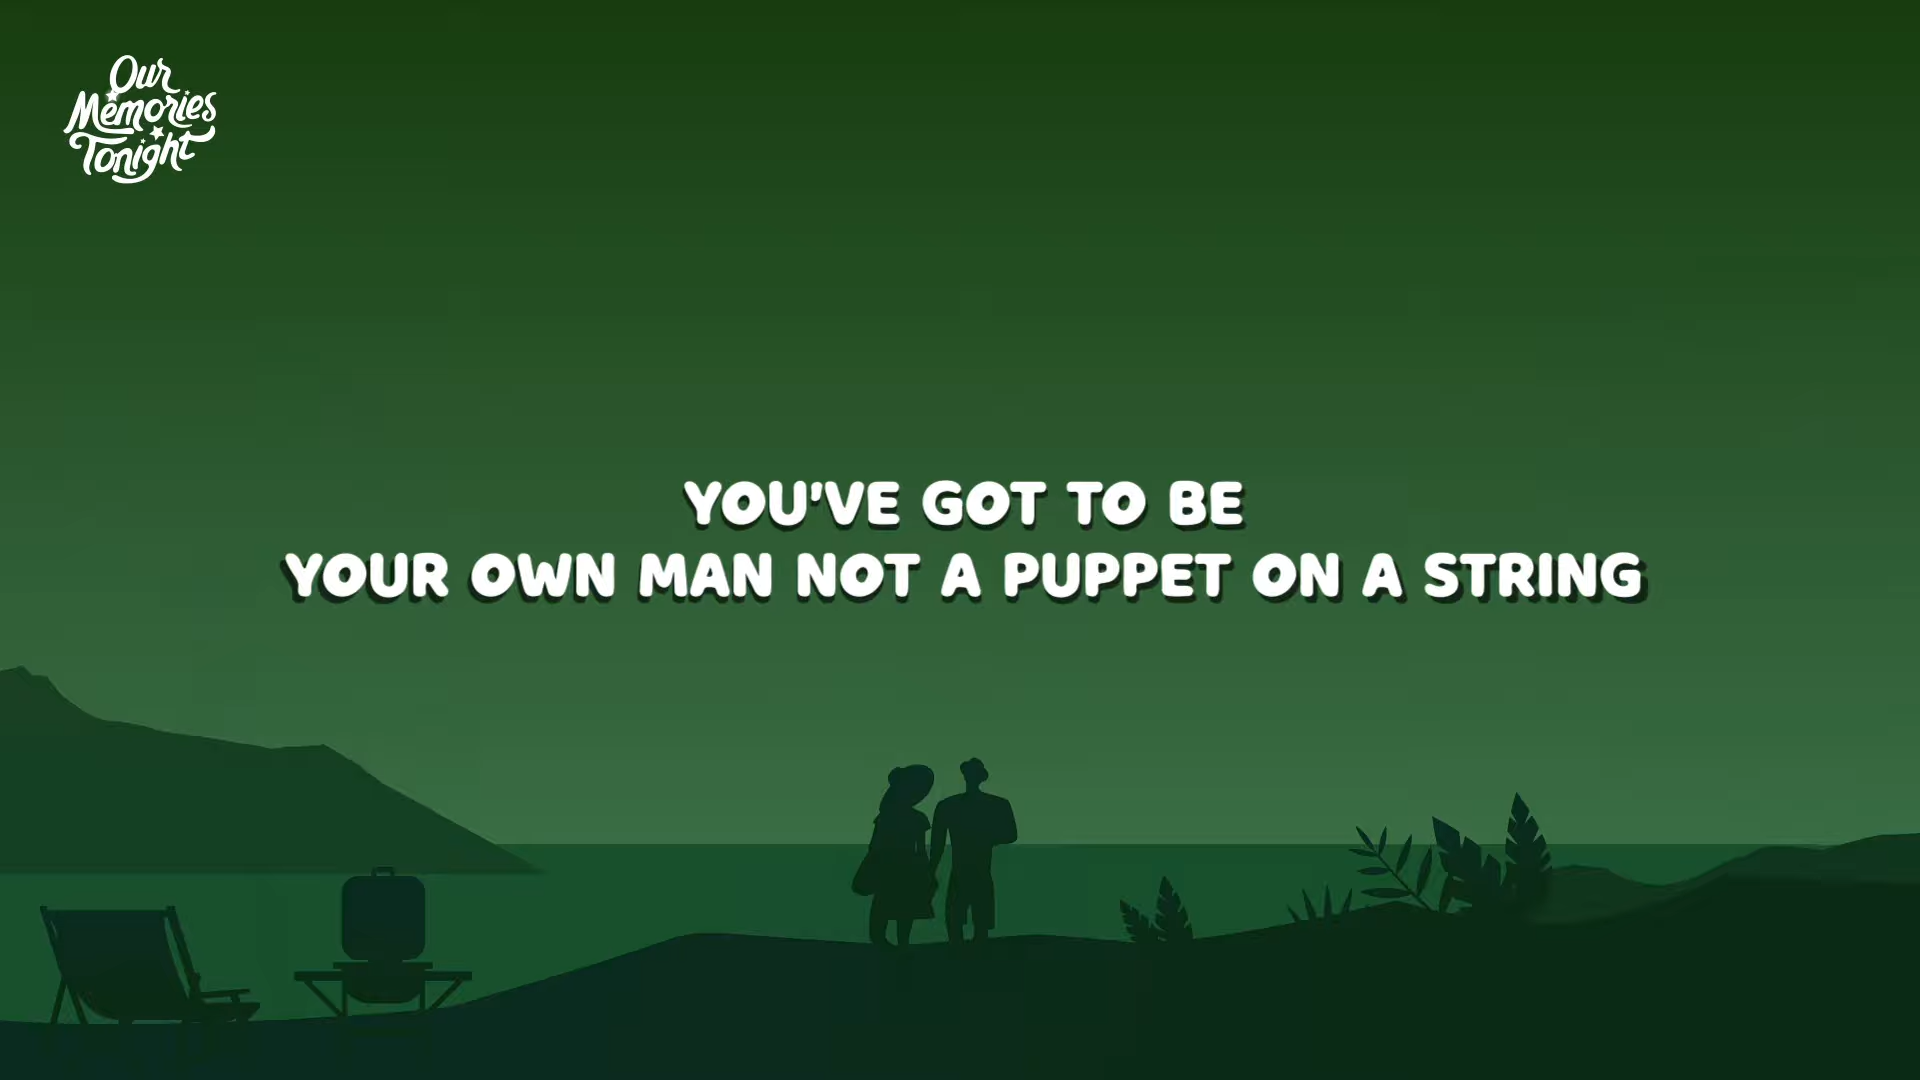 Our
Memories
Tonight
YOU'VE GOT TO BE
YOUR OWN MAN NOT A PUPPET ON A STRING